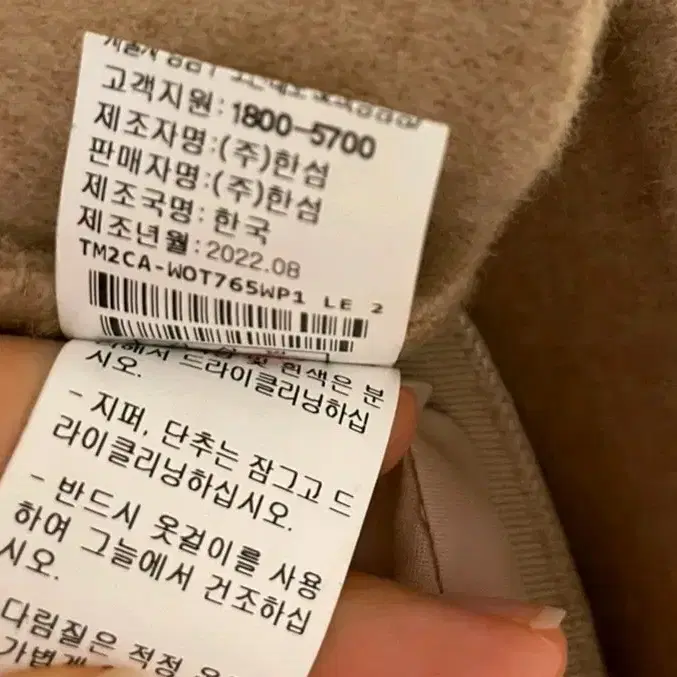 고객지원:1800-5700
제조자명:(주)한섬
판매자명:(주)한섬
제조국명: 한국
제조년월:2022.08
TM2CA-WOT765WP1 LE 2
흰색은 분
드라이클리닝하십
시오.
- 지퍼, 단추는 잠그고 드
라이클리닝하십시오.
- 반드시 옷걸이를 사용
하여 그늘에서 건조하십
시오.
다림질은 적정